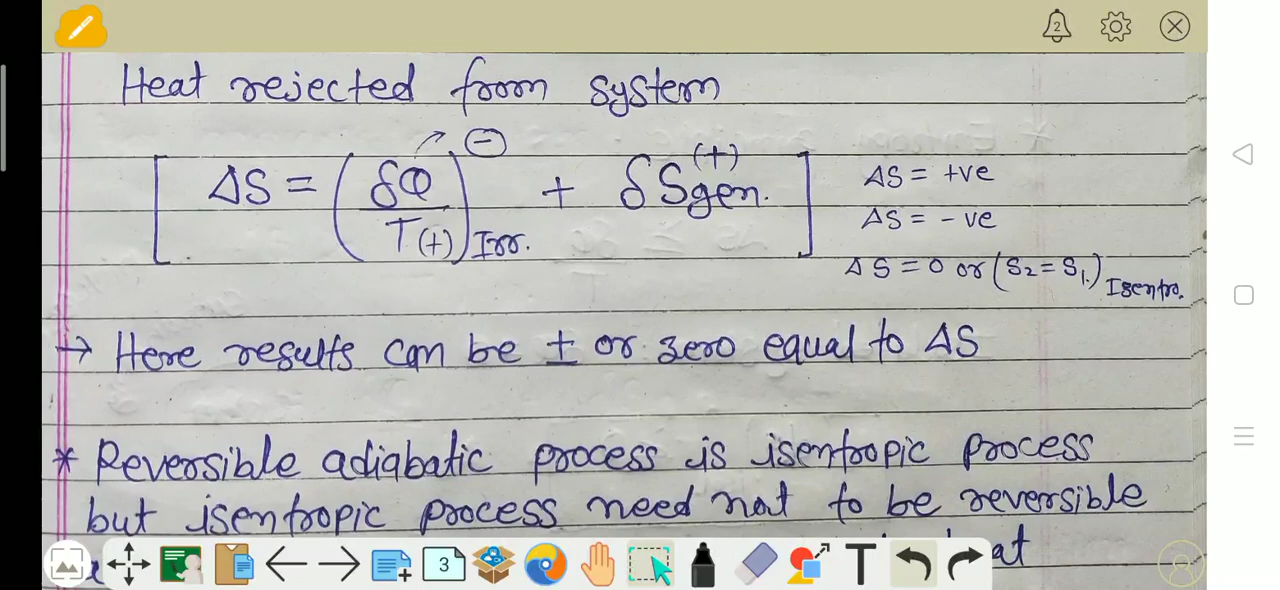 2
Heat rejected from system
[ ΔS = (δQ / T(+))Irr. (−) + δSgen. (+) ]
ΔS = +ve
ΔS = -ve
ΔS = 0 or (S2 = S1.) Isentro.
→ Here results can be ± or zero equal to ΔS
* Reversible adiabatic process is isentropic process
but isentropic process need not to be reversible
at
3
T